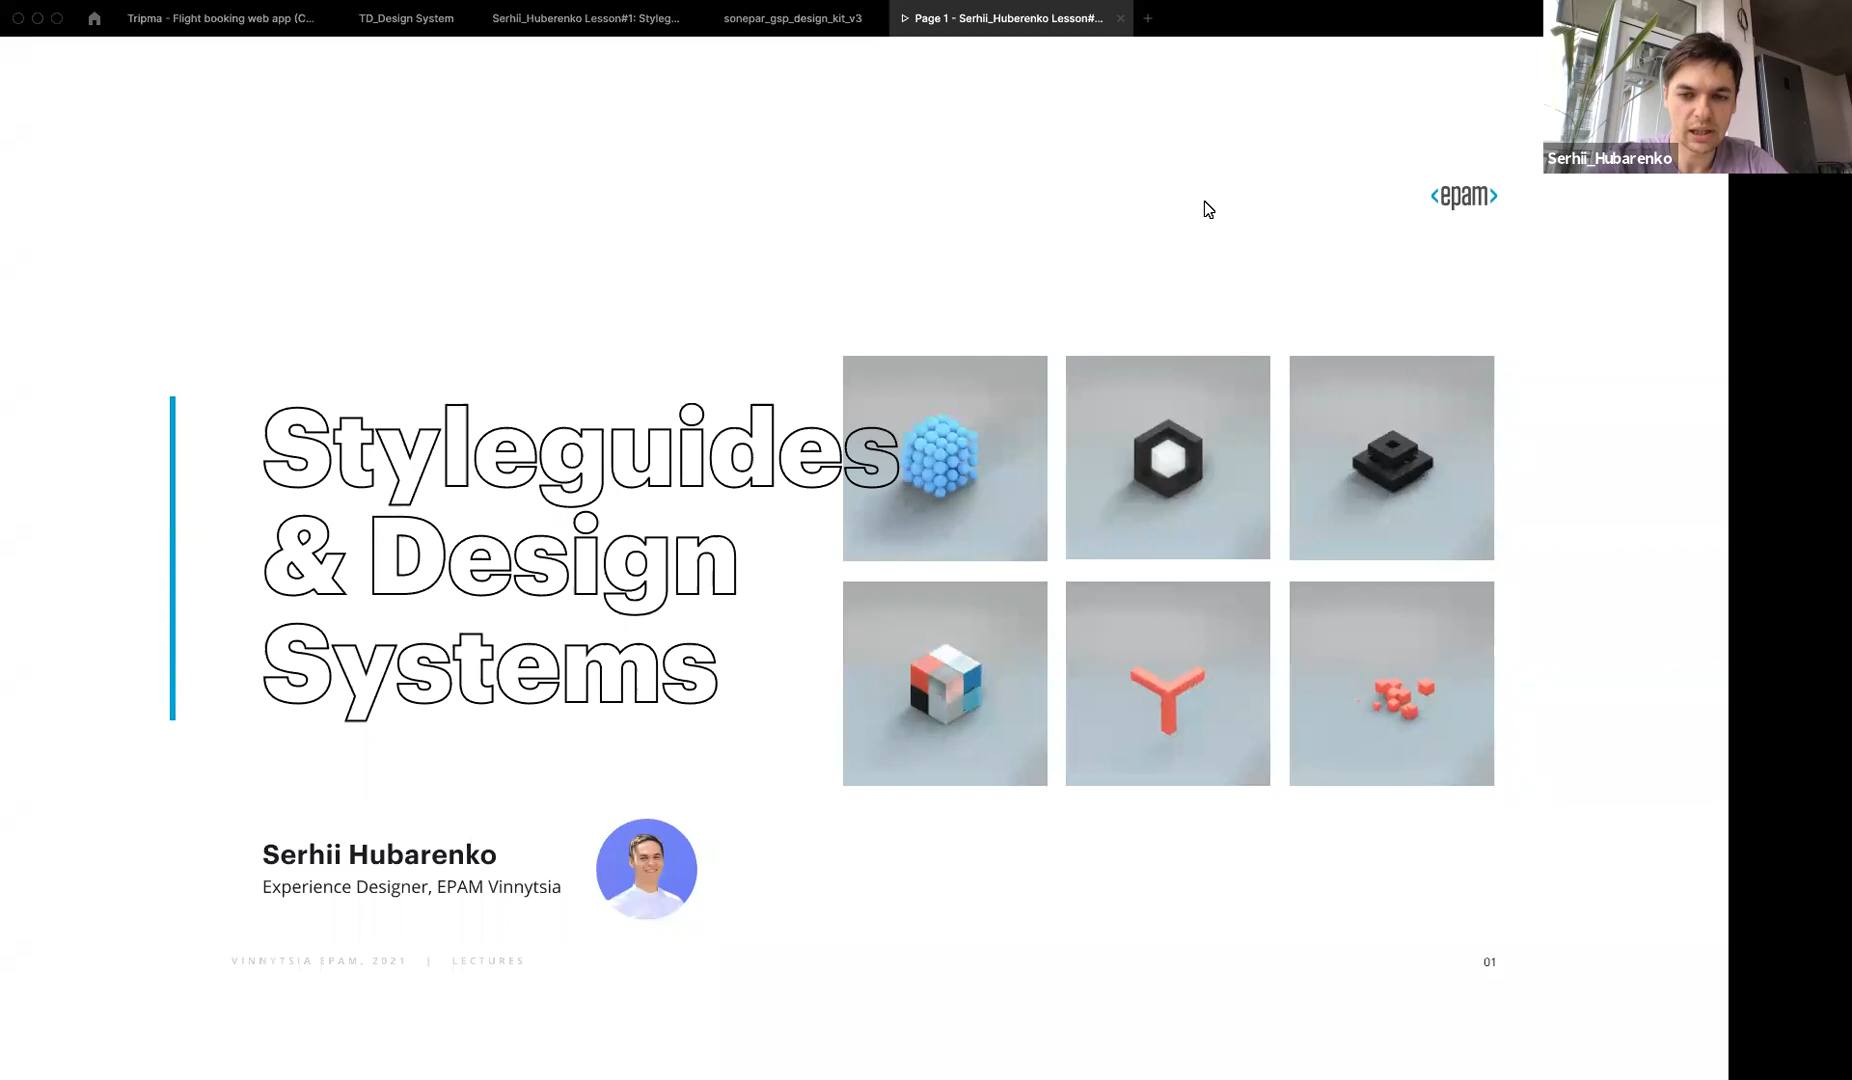 Tripma - Flight booking web app (C...
TD_Design System
Serhii_Huberenko Lesson#1: Styleg...
sonepar_gsp_design_kit_v3
Page 1 - Serhii_Huberenko Lesson#...
Serhii_Hubarenko
<epam>
Styleguides
& Design
Systems
Serhii Hubarenko
Experience Designer, EPAM Vinnytsia
VINNYTSIA EPAM, 2021 | LECTURES
01